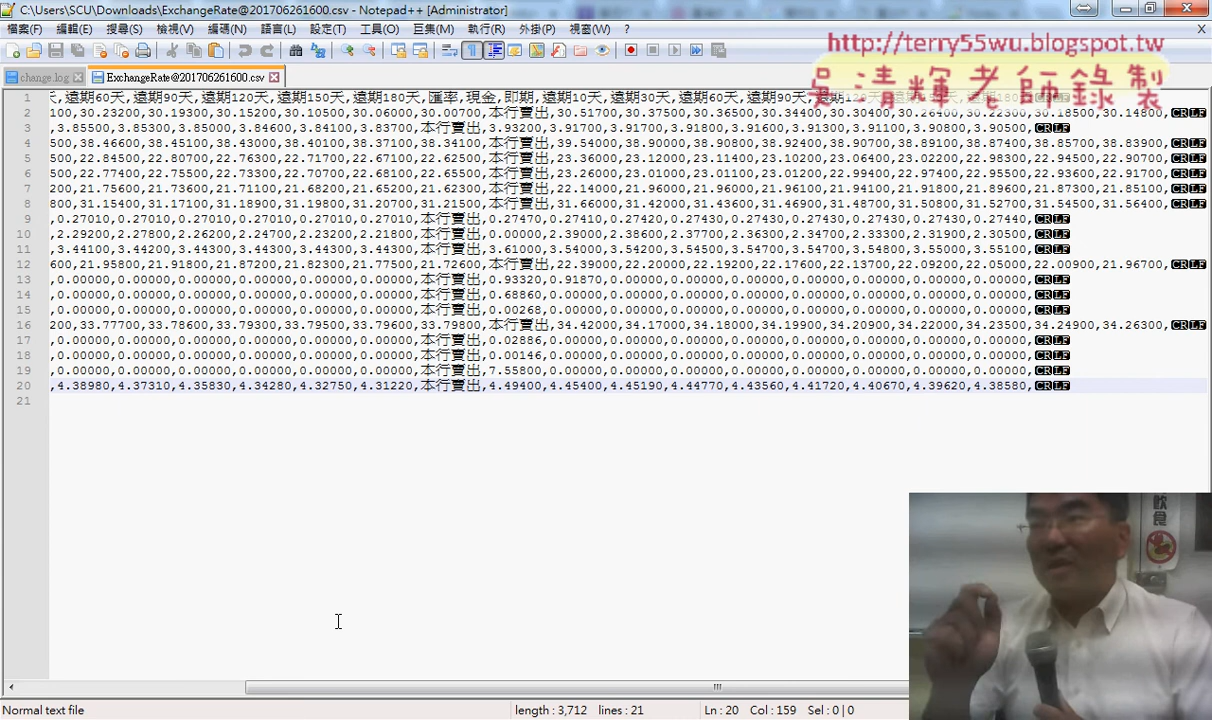 C:\Users\SCU\Downloads\ExchangeRate@201706261600.csv - Notepad++ [Administrator]
檔案(F) 編輯(E) 搜尋(S) 檢視(V) 編碼(N) 語言(L) 設定(T) 工具(O) 巨集(M) 執行(R) 外掛(P) 視窗(W) ? X
http://terry55wu.blogspot.tw
吳清輝老師錄製
change.log ExchangeRate@201706261600.csv
1 天,遠期60天,遠期90天,遠期120天,遠期150天,遠期180天,匯率,現金,即期,遠期10天,遠期30天,遠期60天,遠期90天,遠期120天,遠期150天,遠期180天
2 100,30.23200,30.19300,30.15200,30.10500,30.06000,30.00700,本行賣出,30.51700,30.37500,30.36500,30.34400,30.30400,30.26400,30.22300,30.18500,30.14800,CRLF
3 ,3.85500,3.85300,3.85000,3.84600,3.84100,3.83700,本行賣出,3.93200,3.91700,3.91700,3.91800,3.91600,3.91300,3.91100,3.90800,3.90500,CRLF
4 500,38.46600,38.45100,38.43000,38.40100,38.37100,38.34100,本行賣出,39.54000,38.90000,38.90800,38.92400,38.90700,38.89100,38.87400,38.85700,38.83900,CRLF
5 500,22.84500,22.80700,22.76300,22.71700,22.67100,22.62500,本行賣出,23.36000,23.12000,23.11400,23.10200,23.06400,23.02200,22.98300,22.94500,22.90700,CRLF
6 500,22.77400,22.75500,22.73300,22.70700,22.68100,22.65500,本行賣出,23.26000,23.01000,23.01100,23.01200,22.99400,22.97400,22.95500,22.93600,22.91700,CRLF
7 200,21.75600,21.73600,21.71100,21.68200,21.65200,21.62300,本行賣出,22.14000,21.96000,21.96000,21.96100,21.94100,21.91800,21.89600,21.87300,21.85100,CRLF
8 800,31.15400,31.17100,31.18900,31.19800,31.20700,31.21500,本行賣出,31.66000,31.42000,31.43600,31.46900,31.48700,31.50800,31.52700,31.54500,31.56400,CRLF
9 ,0.27010,0.27010,0.27010,0.27010,0.27010,0.27010,本行賣出,0.27470,0.27410,0.27420,0.27430,0.27430,0.27430,0.27430,0.27430,0.27440,CRLF
10 ,2.29200,2.27800,2.26200,2.24700,2.23200,2.21800,本行賣出,0.00000,2.39000,2.38600,2.37700,2.36300,2.34700,2.33300,2.31900,2.30500,CRLF
11 ,3.44100,3.44200,3.44300,3.44300,3.44300,3.44300,本行賣出,3.61000,3.54000,3.54200,3.54500,3.54700,3.54700,3.54800,3.55000,3.55100,CRLF
12 600,21.95800,21.91800,21.87200,21.82300,21.77500,21.72600,本行賣出,22.39000,22.20000,22.19200,22.17600,22.13700,22.09200,22.05000,22.00900,21.96700,CRLF
13 ,0.00000,0.00000,0.00000,0.00000,0.00000,0.00000,本行賣出,0.93320,0.91870,0.00000,0.00000,0.00000,0.00000,0.00000,0.00000,0.00000,CRLF
14 ,0.00000,0.00000,0.00000,0.00000,0.00000,0.00000,本行賣出,0.68860,0.00000,0.00000,0.00000,0.00000,0.00000,0.00000,0.00000,0.00000,CRLF
15 ,0.00000,0.00000,0.00000,0.00000,0.00000,0.00000,本行賣出,0.00268,0.00000,0.00000,0.00000,0.00000,0.00000,0.00000,0.00000,0.00000,CRLF
16 200,33.77700,33.78600,33.79300,33.79500,33.79600,33.79800,本行賣出,34.42000,34.17000,34.18000,34.19900,34.20900,34.22000,34.23500,34.24900,34.26300,CRLF
17 ,0.00000,0.00000,0.00000,0.00000,0.00000,0.00000,本行賣出,0.02886,0.00000,0.00000,0.00000,0.00000,0.00000,0.00000,0.00000,0.00000,CRLF
18 ,0.00000,0.00000,0.00000,0.00000,0.00000,0.00000,本行賣出,0.00146,0.00000,0.00000,0.00000,0.00000,0.00000,0.00000,0.00000,0.00000,CRLF
19 ,0.00000,0.00000,0.00000,0.00000,0.00000,0.00000,本行賣出,7.55800,0.00000,0.00000,0.00000,0.00000,0.00000,0.00000,0.00000,0.00000,CRLF
20 ,4.38980,4.37310,4.35830,4.34280,4.32750,4.31220,本行賣出,4.49400,4.45400,4.45190,4.44770,4.43560,4.41720,4.40670,4.39620,4.38580,CRLF
21
飲食
Normal text file length : 3,712 lines : 21 Ln : 20 Col : 159 Sel : 0 | 0